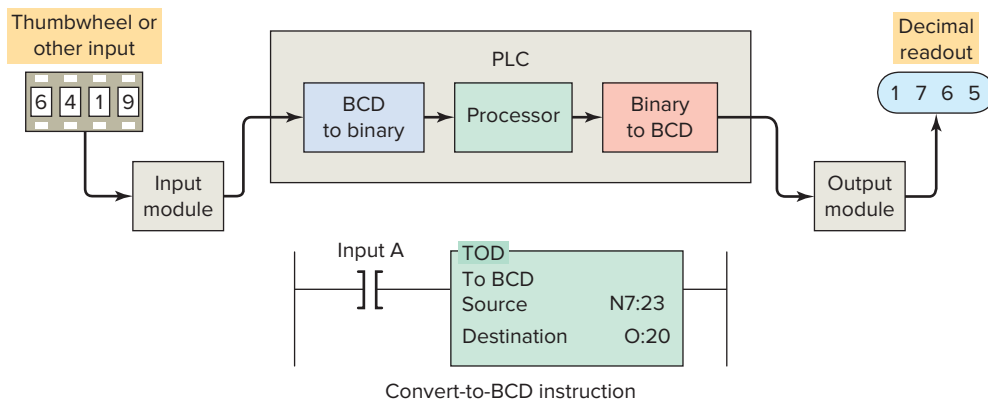 Thumbwheel or
other input
6 4 1 9
Input
module
PLC
BCD
to binary
Processor
Binary
to BCD
Decimal
readout
1 7 6 5
Output
module
Input A
TOD
To BCD
Source N7:23
Destination O:20
Convert-to-BCD instruction